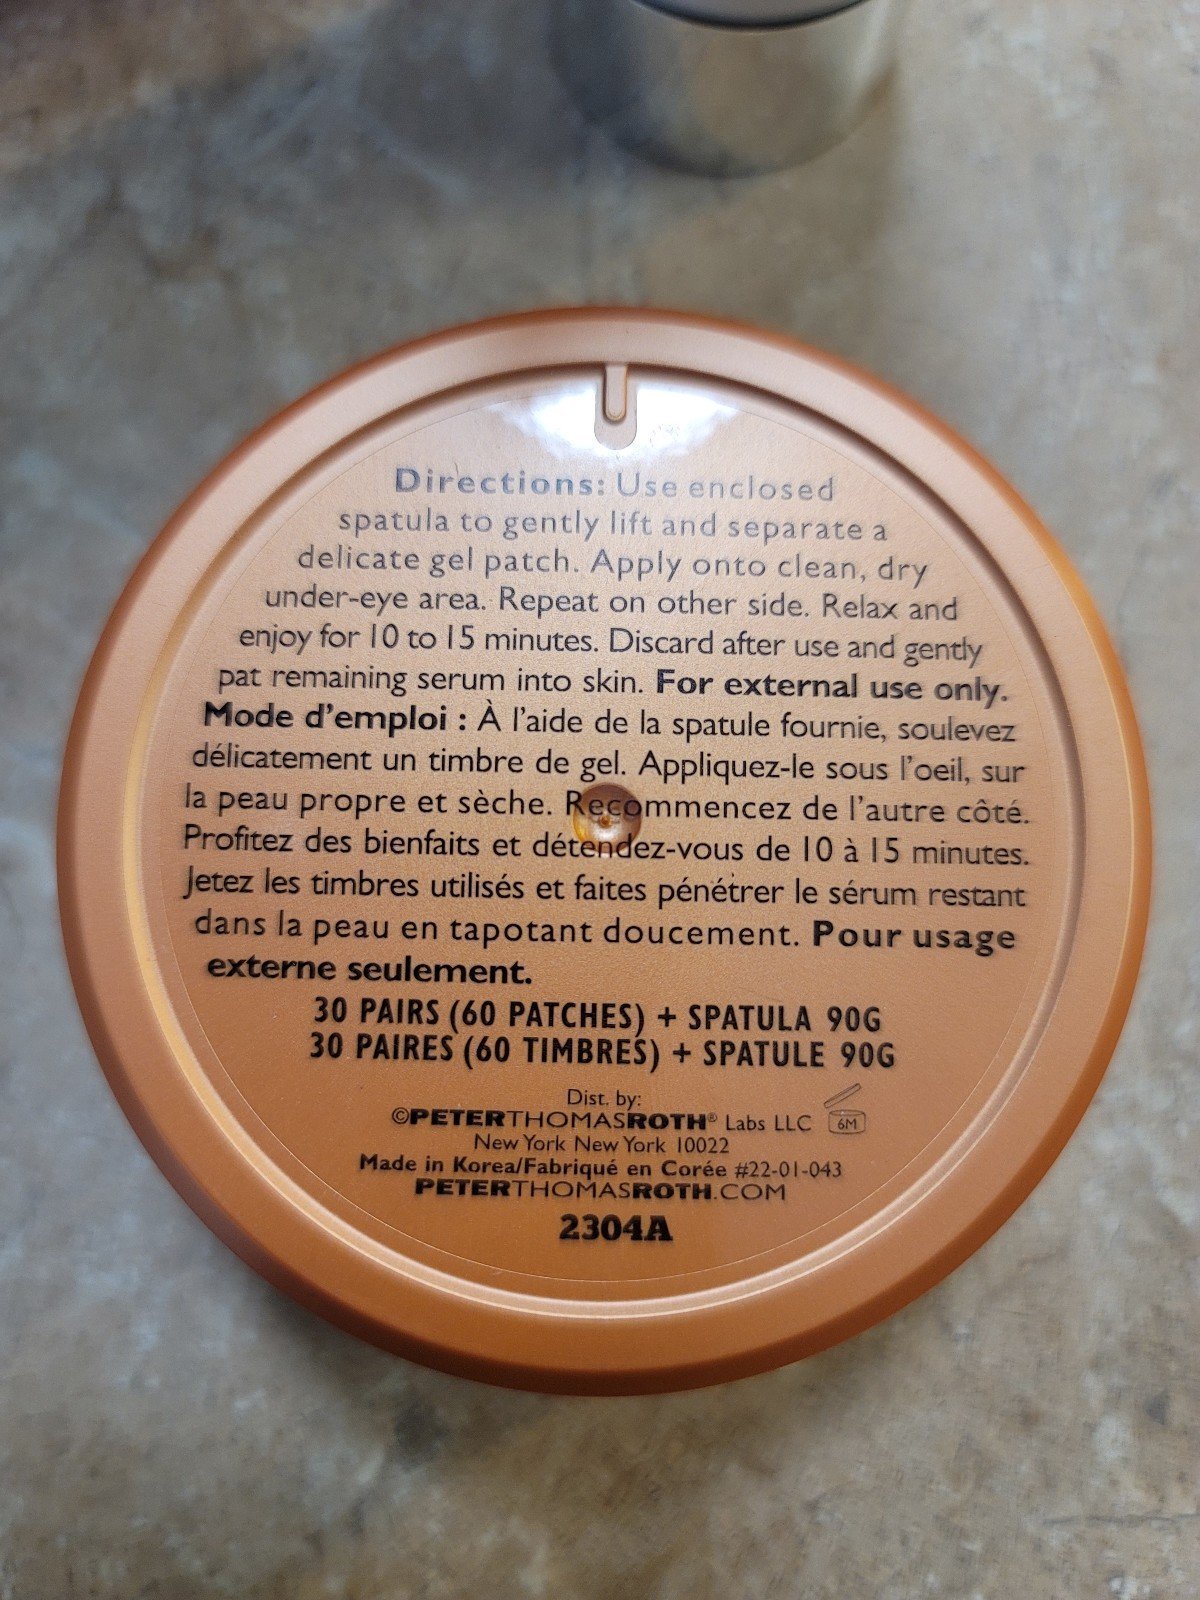 Directions: Use enclosed
spatula to gently lift and separate a
delicate gel patch. Apply onto clean, dry
under-eye area. Repeat on other side. Relax and
enjoy for 10 to 15 minutes. Discard after use and gently
pat remaining serum into skin. For external use only.
Mode d'emploi : À l'aide de la spatule fournie, soulevez
délicatement un timbre de gel. Appliquez-le sous l'oeil, sur
la peau propre et sèche. Recommencez de l'autre côté.
Profitez des bienfaits et détendez-vous de 10 à 15 minutes.
Jetez les timbres utilisés et faites pénétrer le sérum restant
dans la peau en tapotant doucement. Pour usage
externe seulement.
30 PAIRS (60 PATCHES) + SPATULA 90G
30 PAIRES (60 TIMBRES) + SPATULE 90G
Dist. by:
©PETERTHOMASROTH® Labs LLC 6M
New York New York 10022
Made in Korea/Fabriqué en Corée #22-01-043
PETERTHOMASROTH.COM
2304A